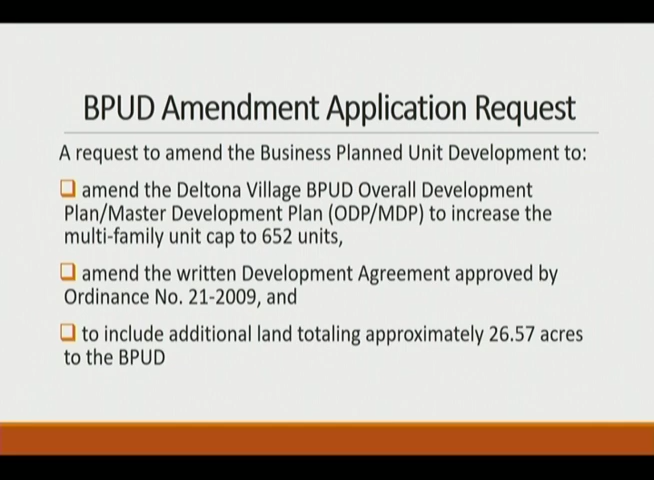 BPUD Amendment Application Request
A request to amend the Business Planned Unit Development to:
amend the Deltona Village BPUD Overall Development
Plan/Master Development Plan (ODP/MDP) to increase the
multi-family unit cap to 652 units,
amend the written Development Agreement approved by
Ordinance No. 21-2009, and
to include additional land totaling approximately 26.57 acres
to the BPUD